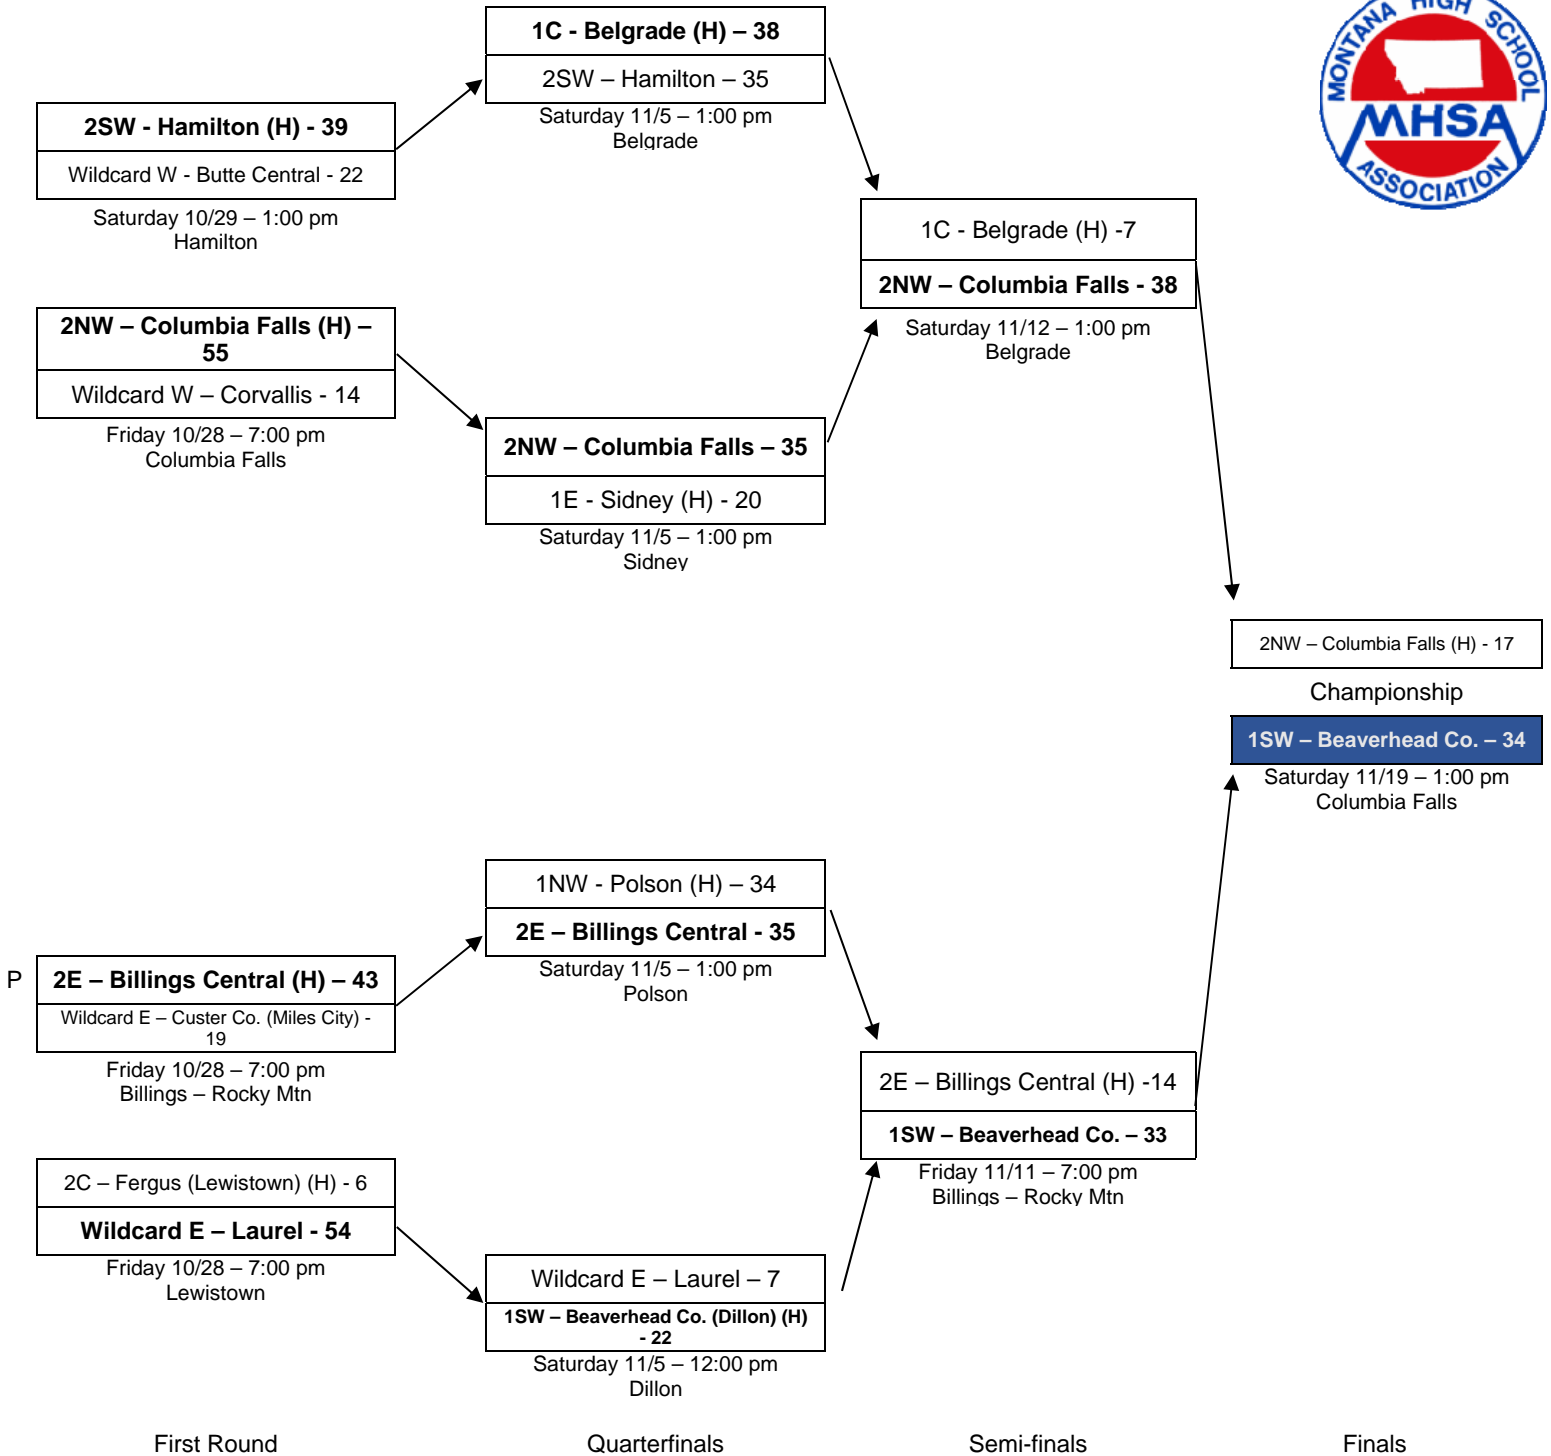 MONTANA HIGH SCHOOL
MHSA
ASSOCIATION
1C - Belgrade (H) – 38
2SW – Hamilton – 35
Saturday 11/5 – 1:00 pm
Belgrade
2SW - Hamilton (H) - 39
Wildcard W - Butte Central - 22
Saturday 10/29 – 1:00 pm
Hamilton
1C - Belgrade (H) -7
2NW – Columbia Falls - 38
Saturday 11/12 – 1:00 pm
Belgrade
2NW – Columbia Falls (H) –
55
Wildcard W – Corvallis - 14
Friday 10/28 – 7:00 pm
Columbia Falls
2NW – Columbia Falls – 35
1E - Sidney (H) - 20
Saturday 11/5 – 1:00 pm
Sidney
2NW – Columbia Falls (H) - 17
Championship
1SW – Beaverhead Co. – 34
Saturday 11/19 – 1:00 pm
Columbia Falls
1NW - Polson (H) – 34
2E – Billings Central - 35
Saturday 11/5 – 1:00 pm
Polson
P
2E – Billings Central (H) – 43
Wildcard E – Custer Co. (Miles City) -
19
Friday 10/28 – 7:00 pm
Billings – Rocky Mtn
2E – Billings Central (H) -14
1SW – Beaverhead Co. – 33
Friday 11/11 – 7:00 pm
Billings – Rocky Mtn
2C – Fergus (Lewistown) (H) - 6
Wildcard E – Laurel - 54
Friday 10/28 – 7:00 pm
Lewistown
Wildcard E – Laurel – 7
1SW – Beaverhead Co. (Dillon) (H)
- 22
Saturday 11/5 – 12:00 pm
Dillon
First Round
Quarterfinals
Semi-finals
Finals